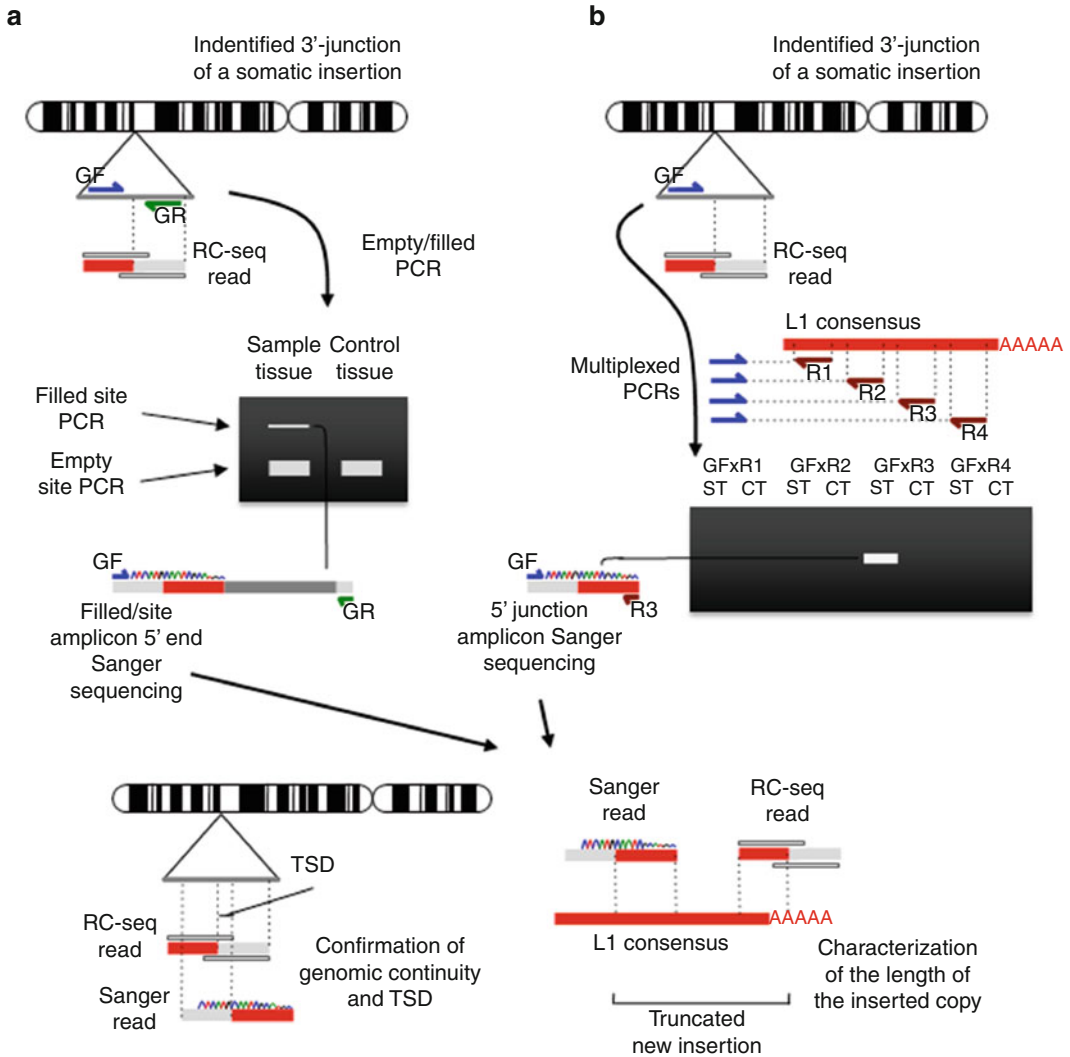 a
Indentified 3'-junction
of a somatic insertion
GF
GR
RC-seq
read
Empty/filled
PCR
Sample
tissue
Control
tissue
Filled site
PCR
Empty
site PCR
GF
GR
Filled/site
amplicon 5' end
Sanger
sequencing
b
Indentified 3'-junction
of a somatic insertion
GF
RC-seq
read
L1 consensus
AAAAA
Multiplexed
PCRs
R1
R2
R3
R4
GFxR1 GFxR2 GFxR3 GFxR4
ST CT ST CT ST CT ST CT
GF
R3
5' junction
amplicon Sanger
sequencing
TSD
RC-seq
read
Sanger
read
Confirmation of
genomic continuity
and TSD
Sanger
read
RC-seq
read
AAAAA
L1 consensus
Characterization
of the length of
the inserted copy
Truncated
new insertion